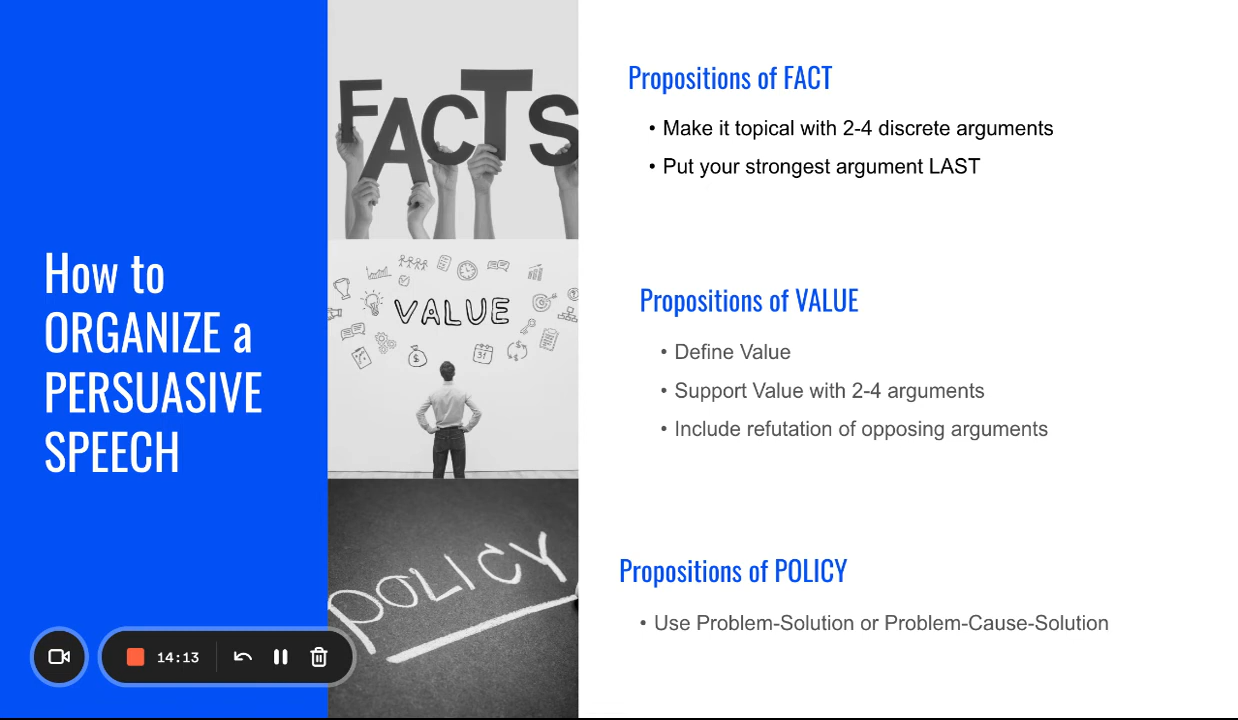 How to
ORGANIZE a
PERSUASIVE
SPEECH
FACTS
VALUE
31
$
POLICY
Propositions of FACT
• Make it topical with 2-4 discrete arguments
• Put your strongest argument LAST
Propositions of VALUE
• Define Value
• Support Value with 2-4 arguments
• Include refutation of opposing arguments
Propositions of POLICY
• Use Problem-Solution or Problem-Cause-Solution
14:13